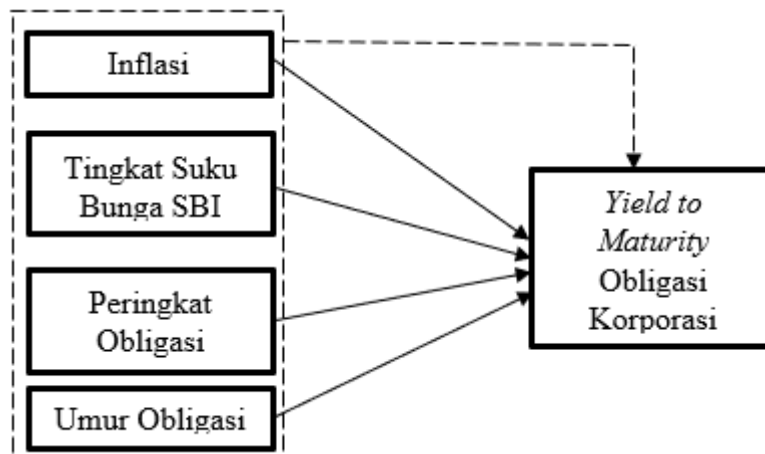 Inflasi
Tingkat Suku
Bunga SBI
Peringkat
Obligasi
Umur Obligasi
Yield to
Maturity
Obligasi
Korporasi